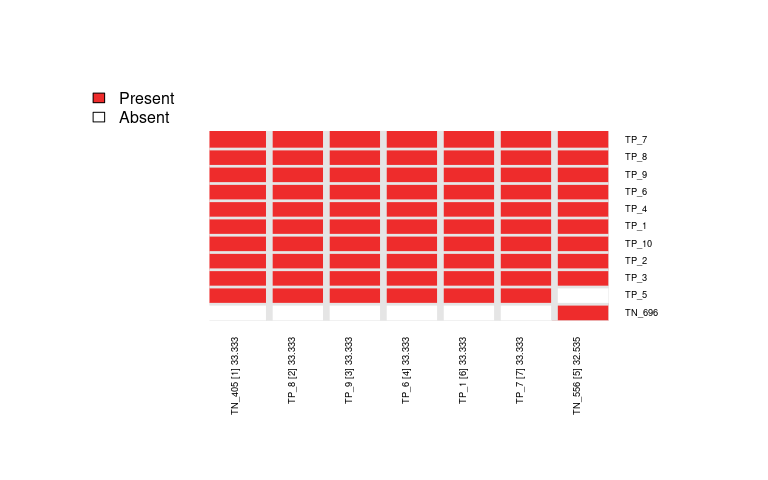 Present
Absent
TP_7
TP_8
TP_9
TP_6
TP_4
TP_1
TP_10
TP_2
TP_3
TP_5
TN_696
TN_405 [1] 33.333
TP_8 [2] 33.333
TP_9 [3] 33.333
TP_6 [4] 33.333
TP_1 [6] 33.333
TP_7 [7] 33.333
TN_556 [5] 32.535